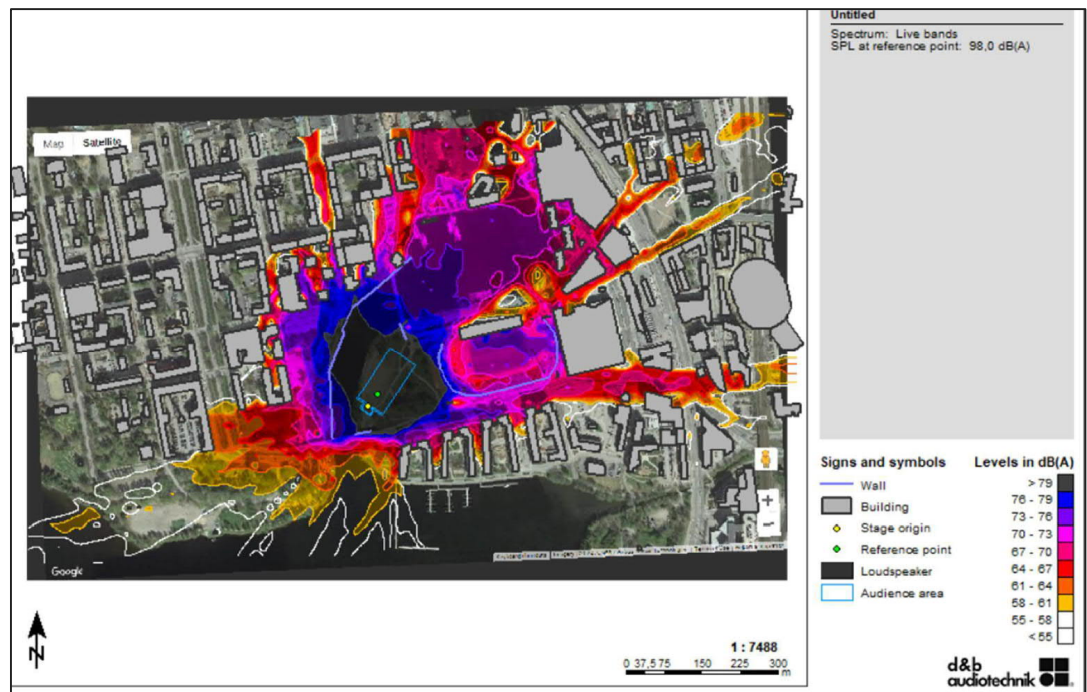 Untitled
Spectrum: Live bands
SPL at reference point: 98,0 dB(A)
Map Satellite
Google
Signs and symbols
Wall
Building
Stage origin
Reference point
Loudspeaker
Audience area
Levels in dB(A)
> 79
76 - 79
73 - 76
70 - 73
67 - 70
64 - 67
61 - 64
58 - 61
55 - 58
< 55
N
1 : 7488
0 37,5 75 150 225 300
m
d&b
audiotechnik